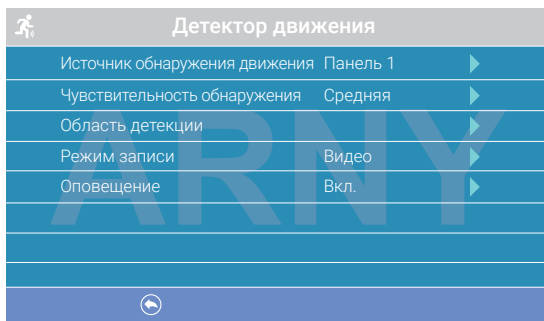 Детектор движения
Источник обнаружения движения Панель 1
Чувствительность обнаружения Средняя
Область детекции
Режим записи Видео
Оповещение Вкл.
ARNY